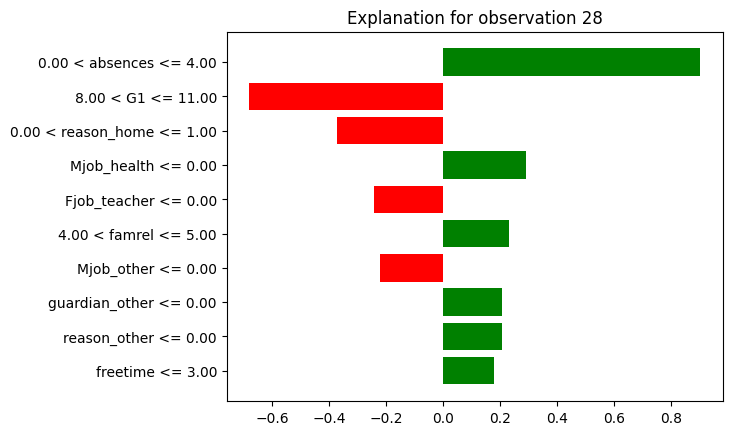 Explanation for observation 28
0.00 < absences <= 4.00
8.00 < G1 <= 11.00
0.00 < reason_home <= 1.00
Mjob_health <= 0.00
Fjob_teacher <= 0.00
4.00 < famrel <= 5.00
Mjob_other <= 0.00
guardian_other <= 0.00
reason_other <= 0.00
freetime <= 3.00
−0.6 −0.4 −0.2 0.0 0.2 0.4 0.6 0.8